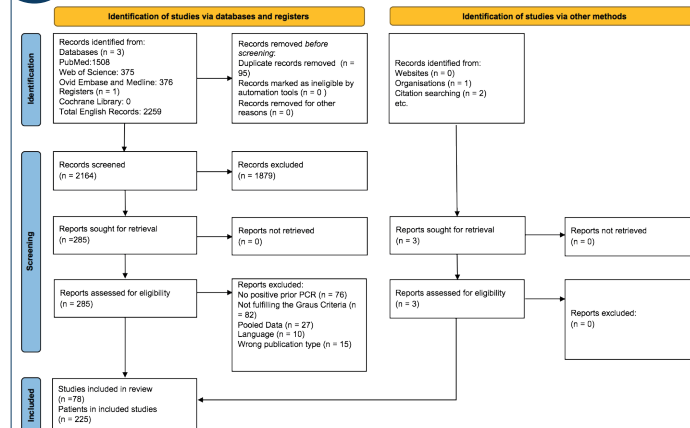 Identification of studies via databases and registers
Identification of studies via other methods
Identification
Records identified from:
Databases (n = 3)
PubMed:1508
Web of Science: 375
Ovid Embase and Medline: 376
Registers (n = 1)
Cochrane Library: 0
Total English Records: 2259
Records removed before
screening:
Duplicate records removed (n =
95)
Records marked as ineligible by
automation tools (n = 0 )
Records removed for other
reasons (n = 0)
Records identified from:
Websites (n = 0)
Organisations (n = 1)
Citation searching (n = 2)
etc.
Screening
Records screened
(n = 2164)
Records excluded
(n = 1879)
Reports sought for retrieval
(n =285)
Reports not retrieved
(n = 0)
Reports sought for retrieval
(n = 3)
Reports not retrieved
(n = 0)
Reports assessed for eligibility
(n = 285)
Reports excluded:
No positive prior PCR (n = 76)
Not fulfilling the Graus Criteria (n
= 82)
Pooled Data (n = 27)
Language (n = 10)
Wrong publication type (n = 15)
Reports assessed for eligibility
(n = 3)
Reports excluded:
(n = 0)
Included
Studies included in review
(n =78)
Patients in included studies
(n = 225)